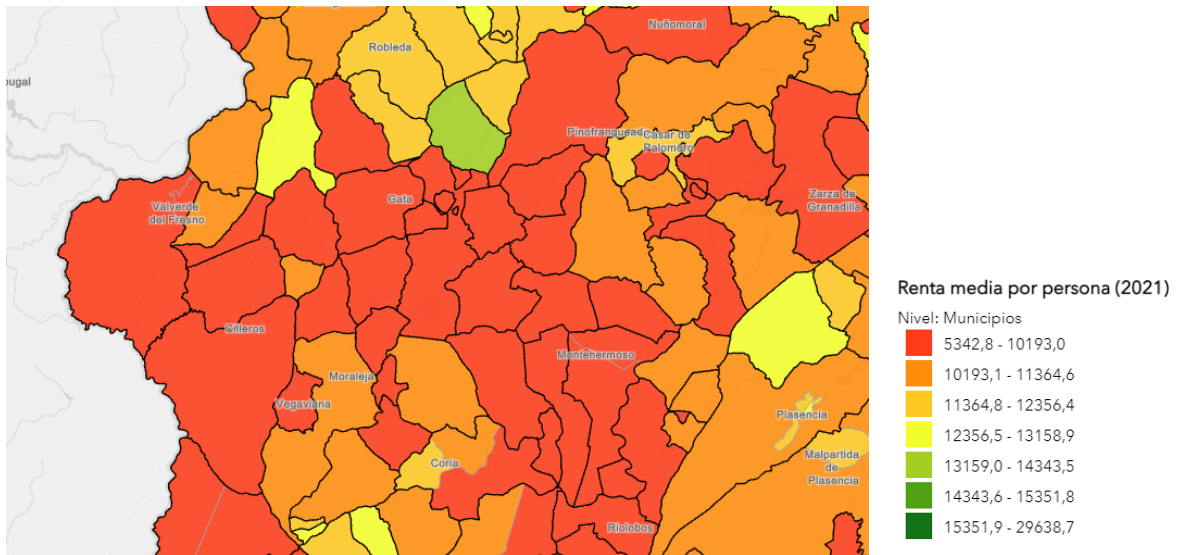 Nuñomoral
Robleda
ougal
Pinofranquead
Casar de
Palomero
Gata
Valverde
del Fresno
Zarza de
Granadilla
Cilleros
Montehermoso
Moraleja
Vegaviana
Plasencia
Coria
Malpartida
de
Plasencia
Riolobos
Renta media por persona (2021)
Nivel: Municipios
5342,8 - 10193,0
10193,1 - 11364,6
11364,8 - 12356,4
12356,5 - 13158,9
13159,0 - 14343,5
14343,6 - 15351,8
15351,9 - 29638,7